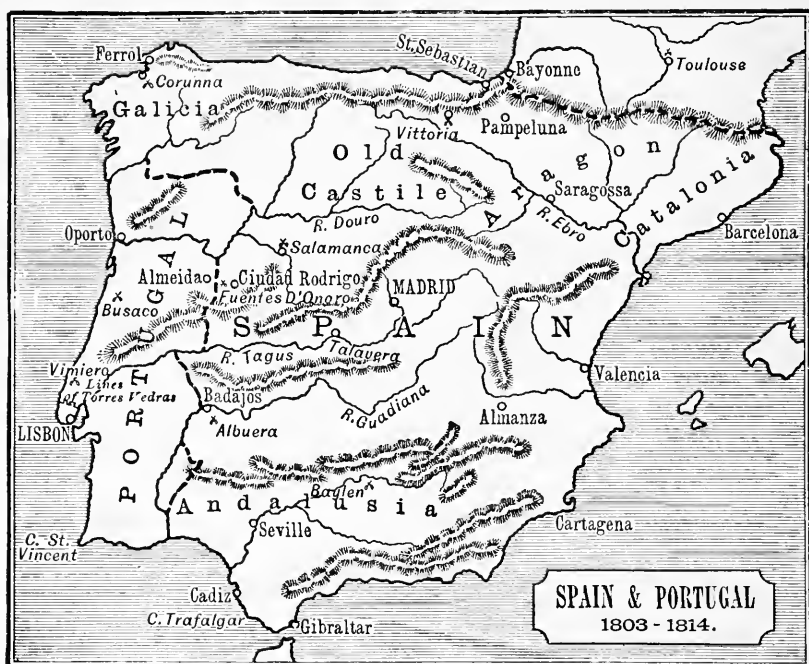 Ferrol
Corunna
Galicia
St. Sebastian
Bayonne
Toulouse
Vittoria
Pampeluna
Old
Castile
Aragon
Catalonia
Saragossa
R. Ebro
Barcelona
R. Douro
Oporto
Salamanca
Almeida
Ciudad Rodrigo
Fuentes D'Onoro
MADRID
Busaco
PORTUGAL
SPAIN
R. Tagus
Talavera
Vimiero
Lines
of Torres Vedras
LISBON
Badajos
Albuera
R. Guadiana
Almanza
Valencia
Baylen
Andalusia
Seville
Cartagena
C. St.
Vincent
Cadiz
C. Trafalgar
Gibraltar
SPAIN & PORTUGAL
1803 - 1814.